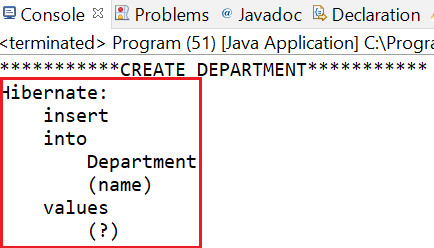 Console Problems @ Javadoc Declaration
<terminated> Program (51) [Java Application] C:\Progra
***********CREATE DEPARTMENT***********
Hibernate:
    insert
    into
        Department
        (name)
    values
        (?)